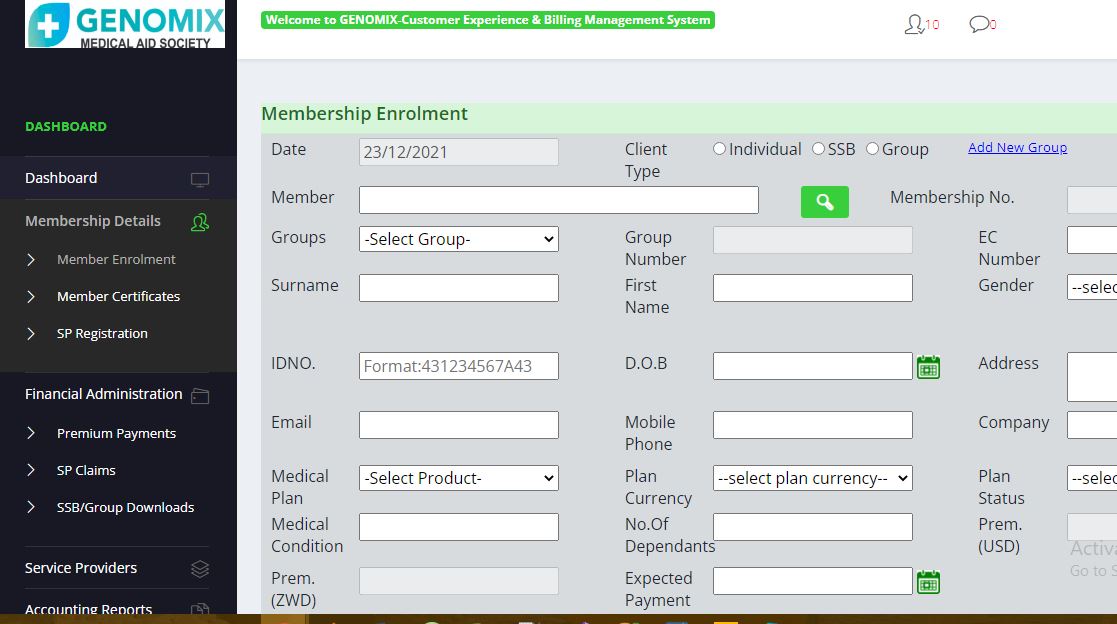 GENOMIX
MEDICAL AID SOCIETY
Welcome to GENOMIX-Customer Experience & Billing Management System
10
0
DASHBOARD
Dashboard
Membership Details
Member Enrolment
Member Certificates
SP Registration
Financial Administration
Premium Payments
SP Claims
SSB/Group Downloads
Service Providers
Accounting Reports
Membership Enrolment
Date
23/12/2021
Client
Type
Individual
SSB
Group
Add New Group
Member
Membership No.
Groups
-Select Group-
Group
Number
EC
Number
Surname
First
Name
Gender
--selec
IDNO.
Format:431234567A43
D.O.B
Address
Email
Mobile
Phone
Company
Medical
Plan
-Select Product-
Plan
Currency
--select plan currency--
Plan
Status
--selec
Medical
Condition
No.Of
Dependants
Prem.
(USD)
Activa
Go to S
Prem.
(ZWD)
Expected
Payment